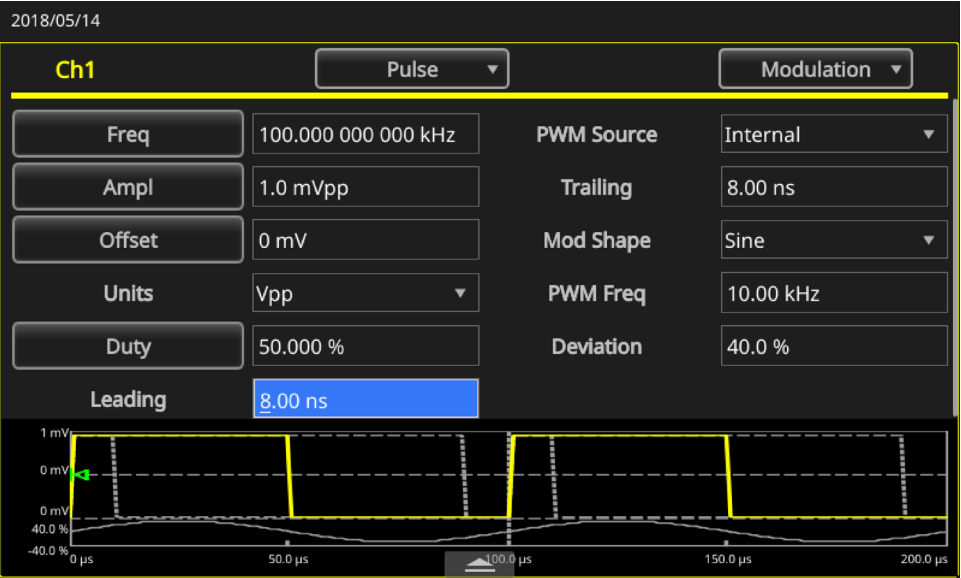 2018/05/14
Ch1 Pulse Modulation
Freq 100.000 000 000 kHz PWM Source Internal
Ampl 1.0 mVpp Trailing 8.00 ns
Offset 0 mV Mod Shape Sine
Units Vpp PWM Freq 10.00 kHz
Duty 50.000 % Deviation 40.0 %
Leading 8.00 ns
1 mV
0 mV
0 mV
40.0 %
-40.0 %
0 µs 50.0 µs 100.0 µs 150.0 µs 200.0 µs